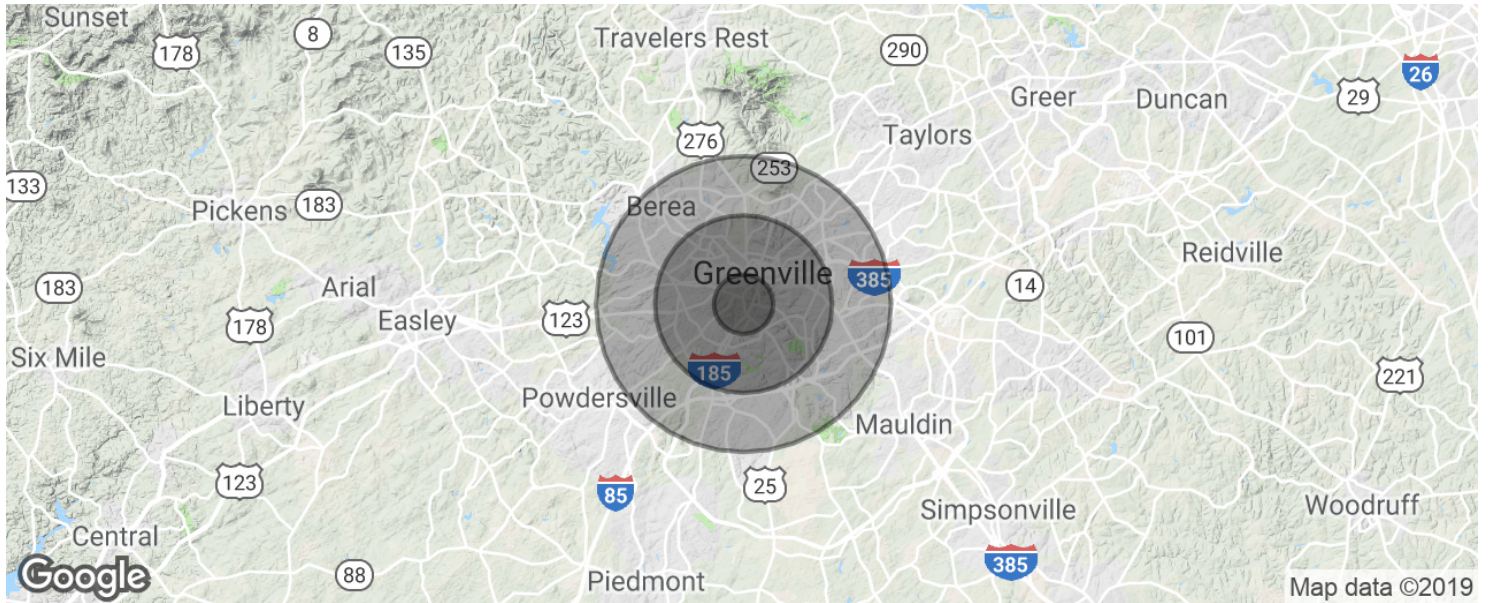 Sunset
178
8
135
Travelers Rest
290
26
Greer
Duncan
29
Taylors
276
253
133
Pickens
183
Berea
Reidville
183
Arial
Greenville
385
14
178
Easley
123
101
Six Mile
185
221
Liberty
Powdersville
Mauldin
123
85
25
Simpsonville
Woodruff
Central
385
88
Piedmont
Google
Map data ©2019